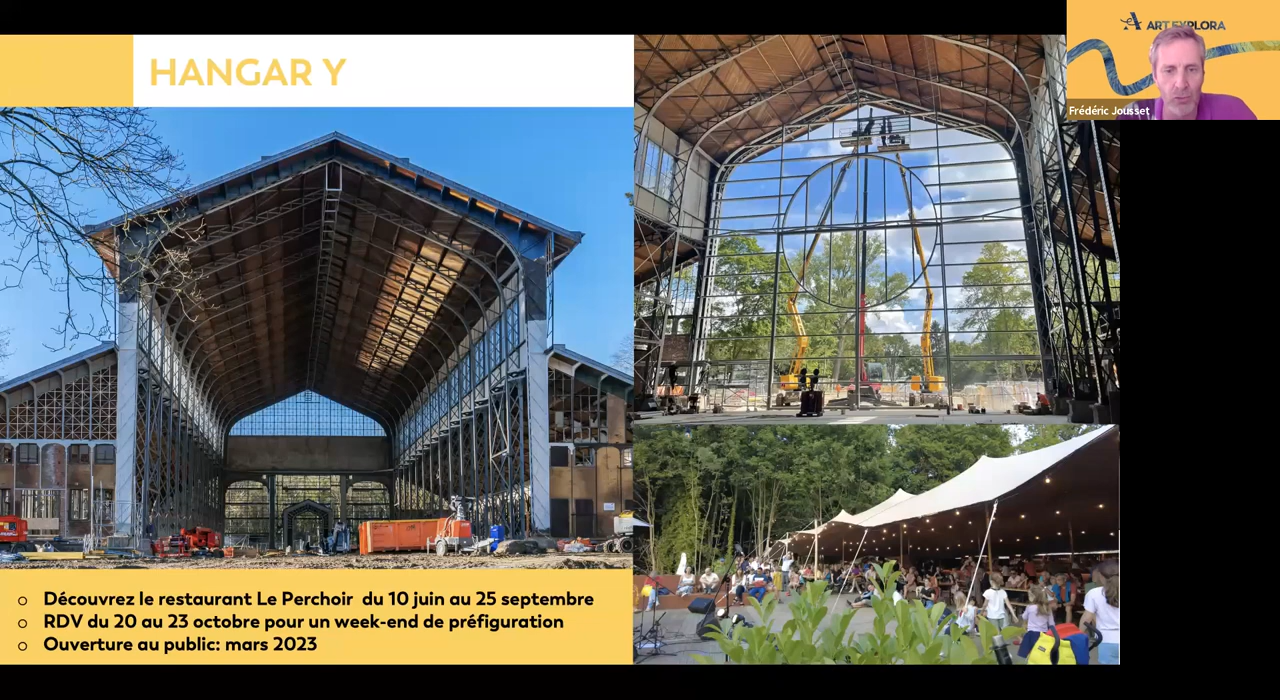 HANGAR Y
ART EXPLORA
Frédéric Jousset
Découvrez le restaurant Le Perchoir du 10 juin au 25 septembre
RDV du 20 au 23 octobre pour un week-end de préfiguration
Ouverture au public: mars 2023